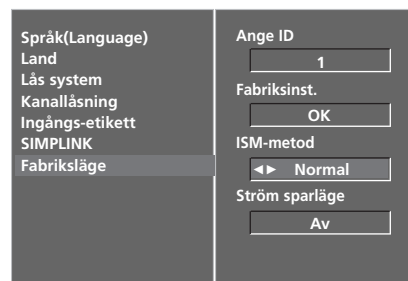 Språk(Language)
Land
Lås system
Kanallåsning
Ingångs-etikett
SIMPLINK
Fabriksläge
Ange ID
1
Fabriksinst.
OK
ISM-metod
◄► Normal
Ström sparläge
Av